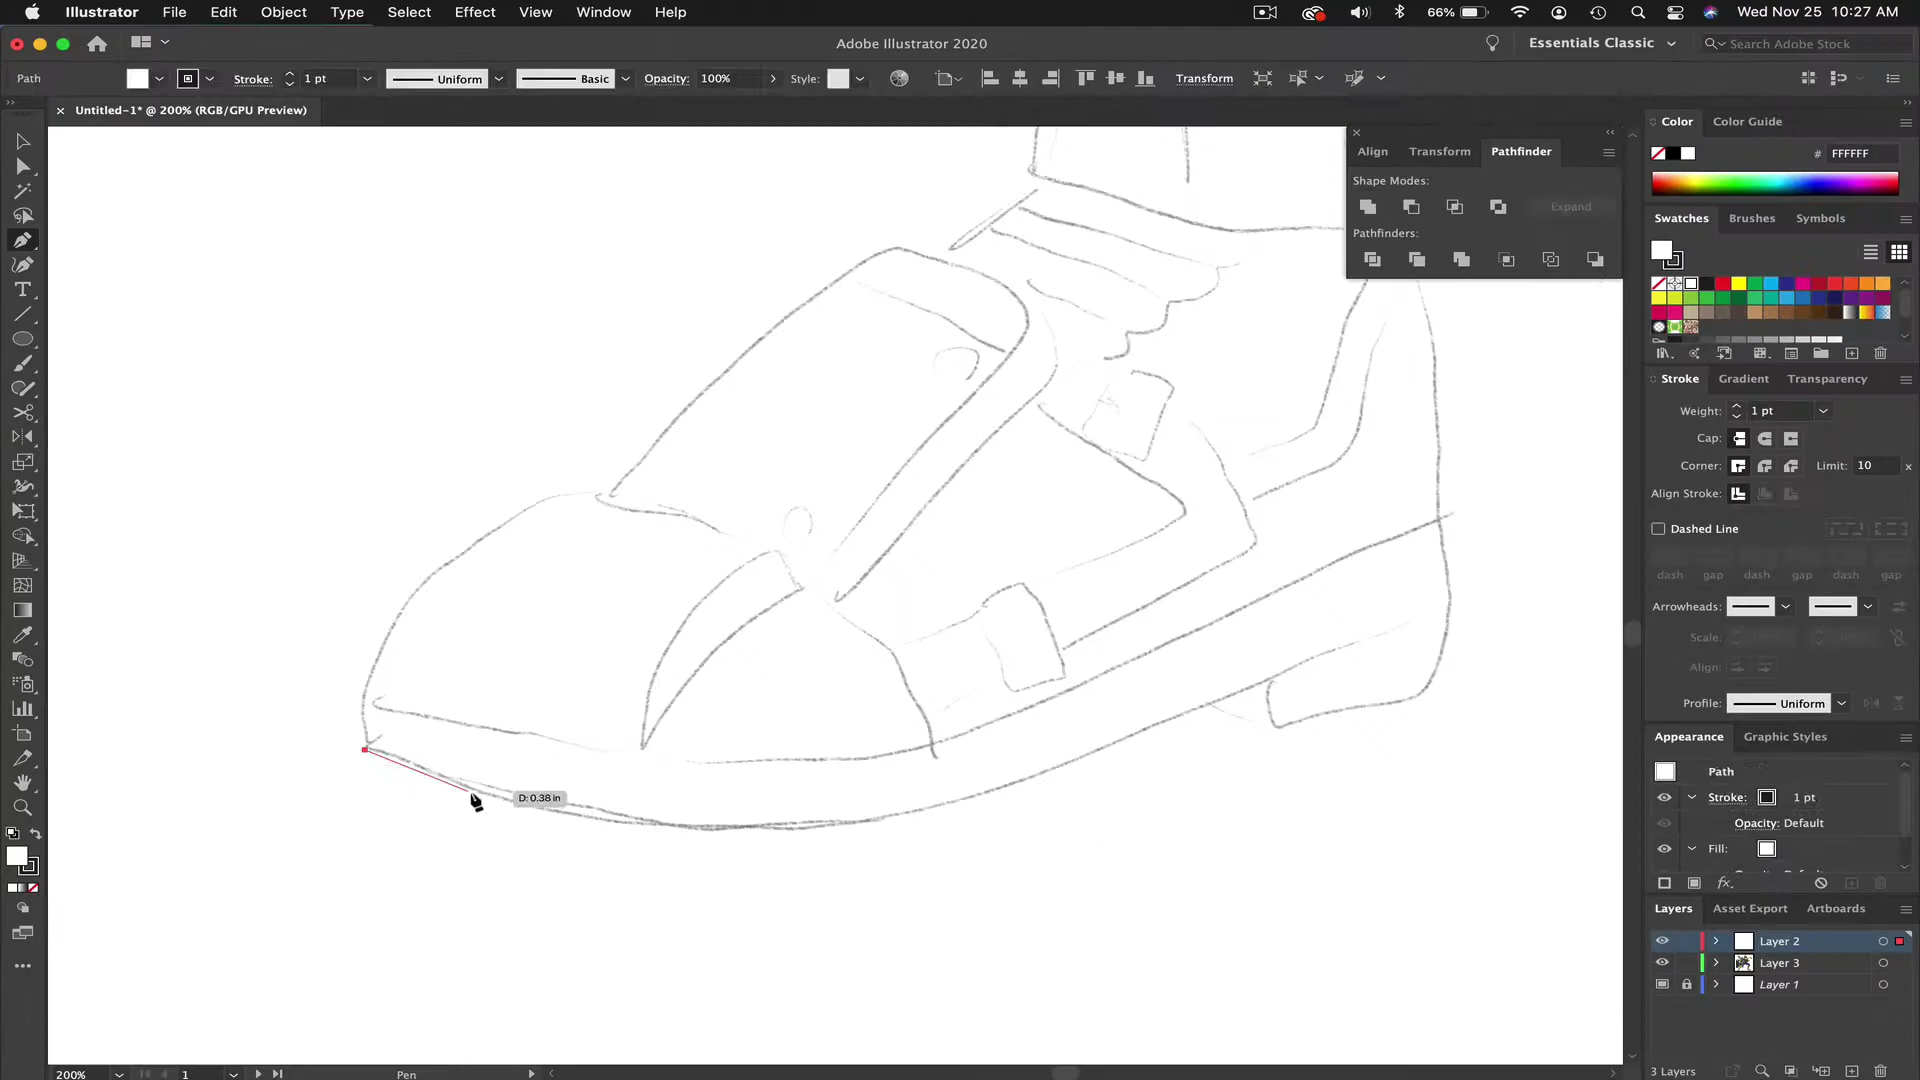 Illustrator File Edit Object Type Select Effect View Window Help 66% Wed Nov 25 10:27 AM
Adobe Illustrator 2020 Essentials Classic Search Adobe Stock
Path Stroke: 1 pt Uniform Basic Opacity: 100% Style: Transform
Untitled-1* @ 200% (RGB/GPU Preview)
Color Color Guide
# FFFFFF
Align Transform Pathfinder
Shape Modes:
Expand
Pathfinders:
Swatches Brushes Symbols
Stroke Gradient Transparency
Weight: 1 pt
Cap:
Corner: Limit: 10 x
Align Stroke:
Dashed Line
dash gap dash gap dash gap
Arrowheads:
Scale:
Align:
Profile: Uniform
Appearance Graphic Styles
Path
Stroke: 1 pt
Opacity: Default
Fill:
D: 0.38 in
Layers Asset Export Artboards
Layer 2
Layer 3
Layer 1
3 Layers
200% 1 Pen